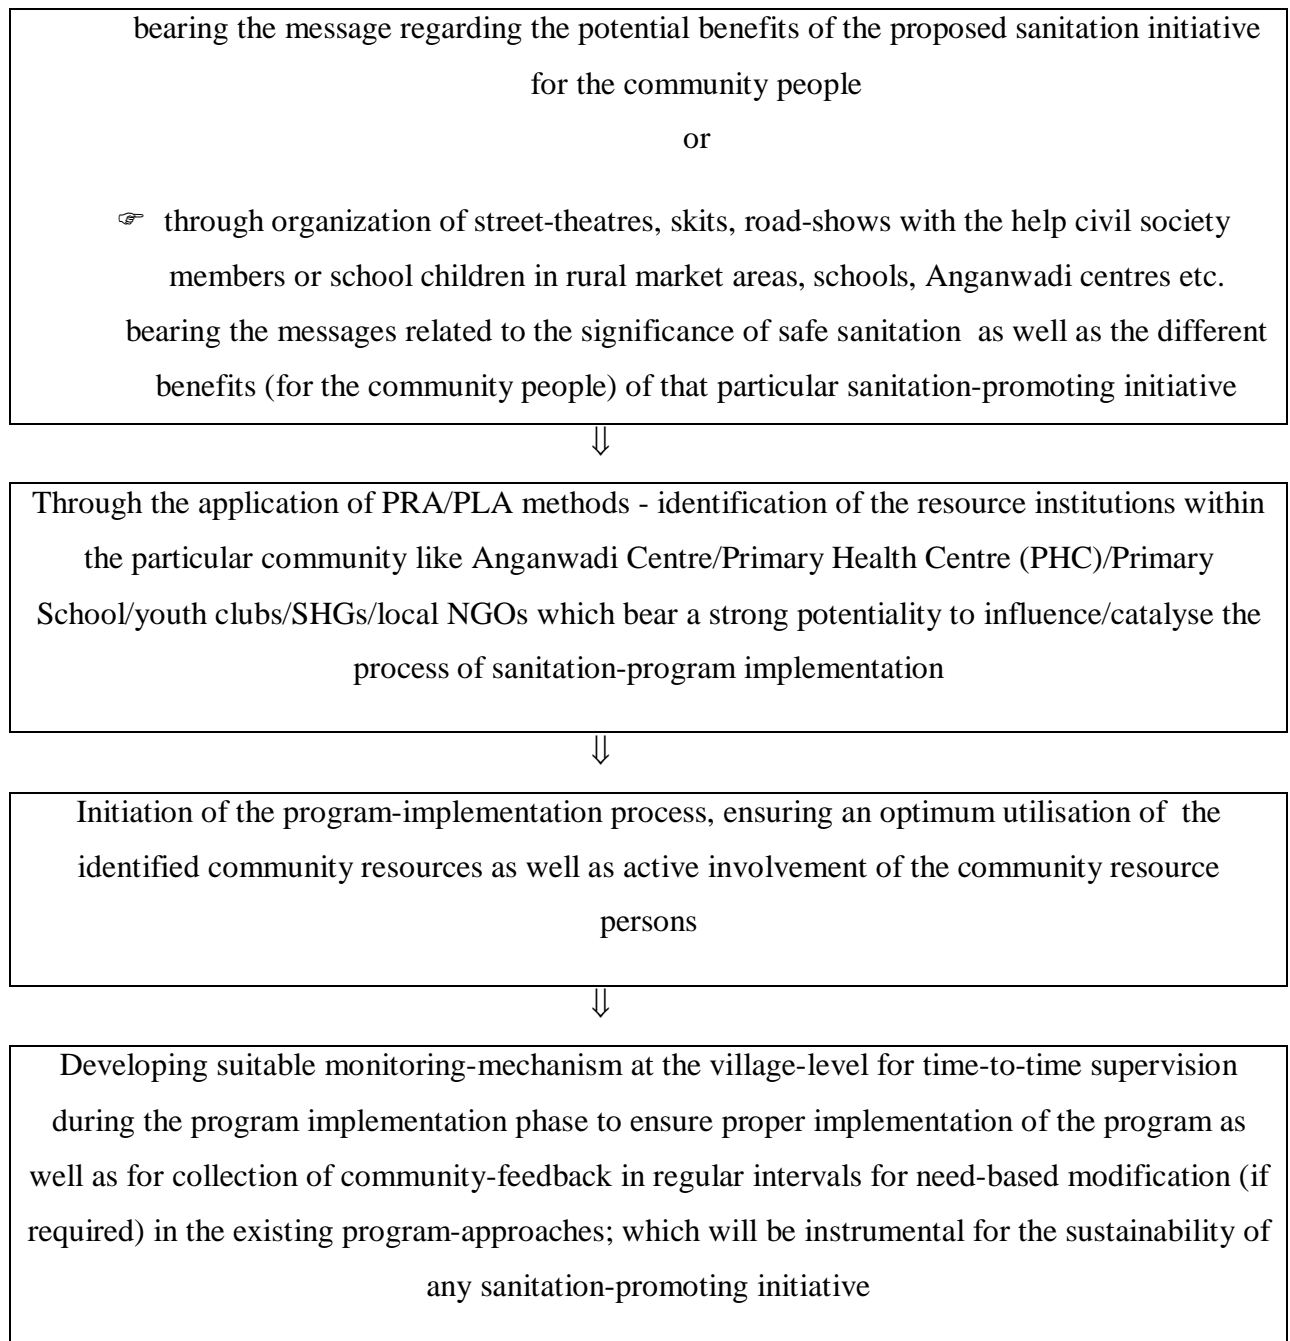 bearing the message regarding the potential benefits of the proposed sanitation initiative
for the community people
or
☞ through organization of street-theatres, skits, road-shows with the help civil society
members or school children in rural market areas, schools, Anganwadi centres etc.
bearing the messages related to the significance of safe sanitation as well as the different
benefits (for the community people) of that particular sanitation-promoting initiative
⇓
Through the application of PRA/PLA methods - identification of the resource institutions within
the particular community like Anganwadi Centre/Primary Health Centre (PHC)/Primary
School/youth clubs/SHGs/local NGOs which bear a strong potentiality to influence/catalyse the
process of sanitation-program implementation
⇓
Initiation of the program-implementation process, ensuring an optimum utilisation of the
identified community resources as well as active involvement of the community resource
persons
⇓
Developing suitable monitoring-mechanism at the village-level for time-to-time supervision
during the program implementation phase to ensure proper implementation of the program as
well as for collection of community-feedback in regular intervals for need-based modification (if
required) in the existing program-approaches; which will be instrumental for the sustainability of
any sanitation-promoting initiative